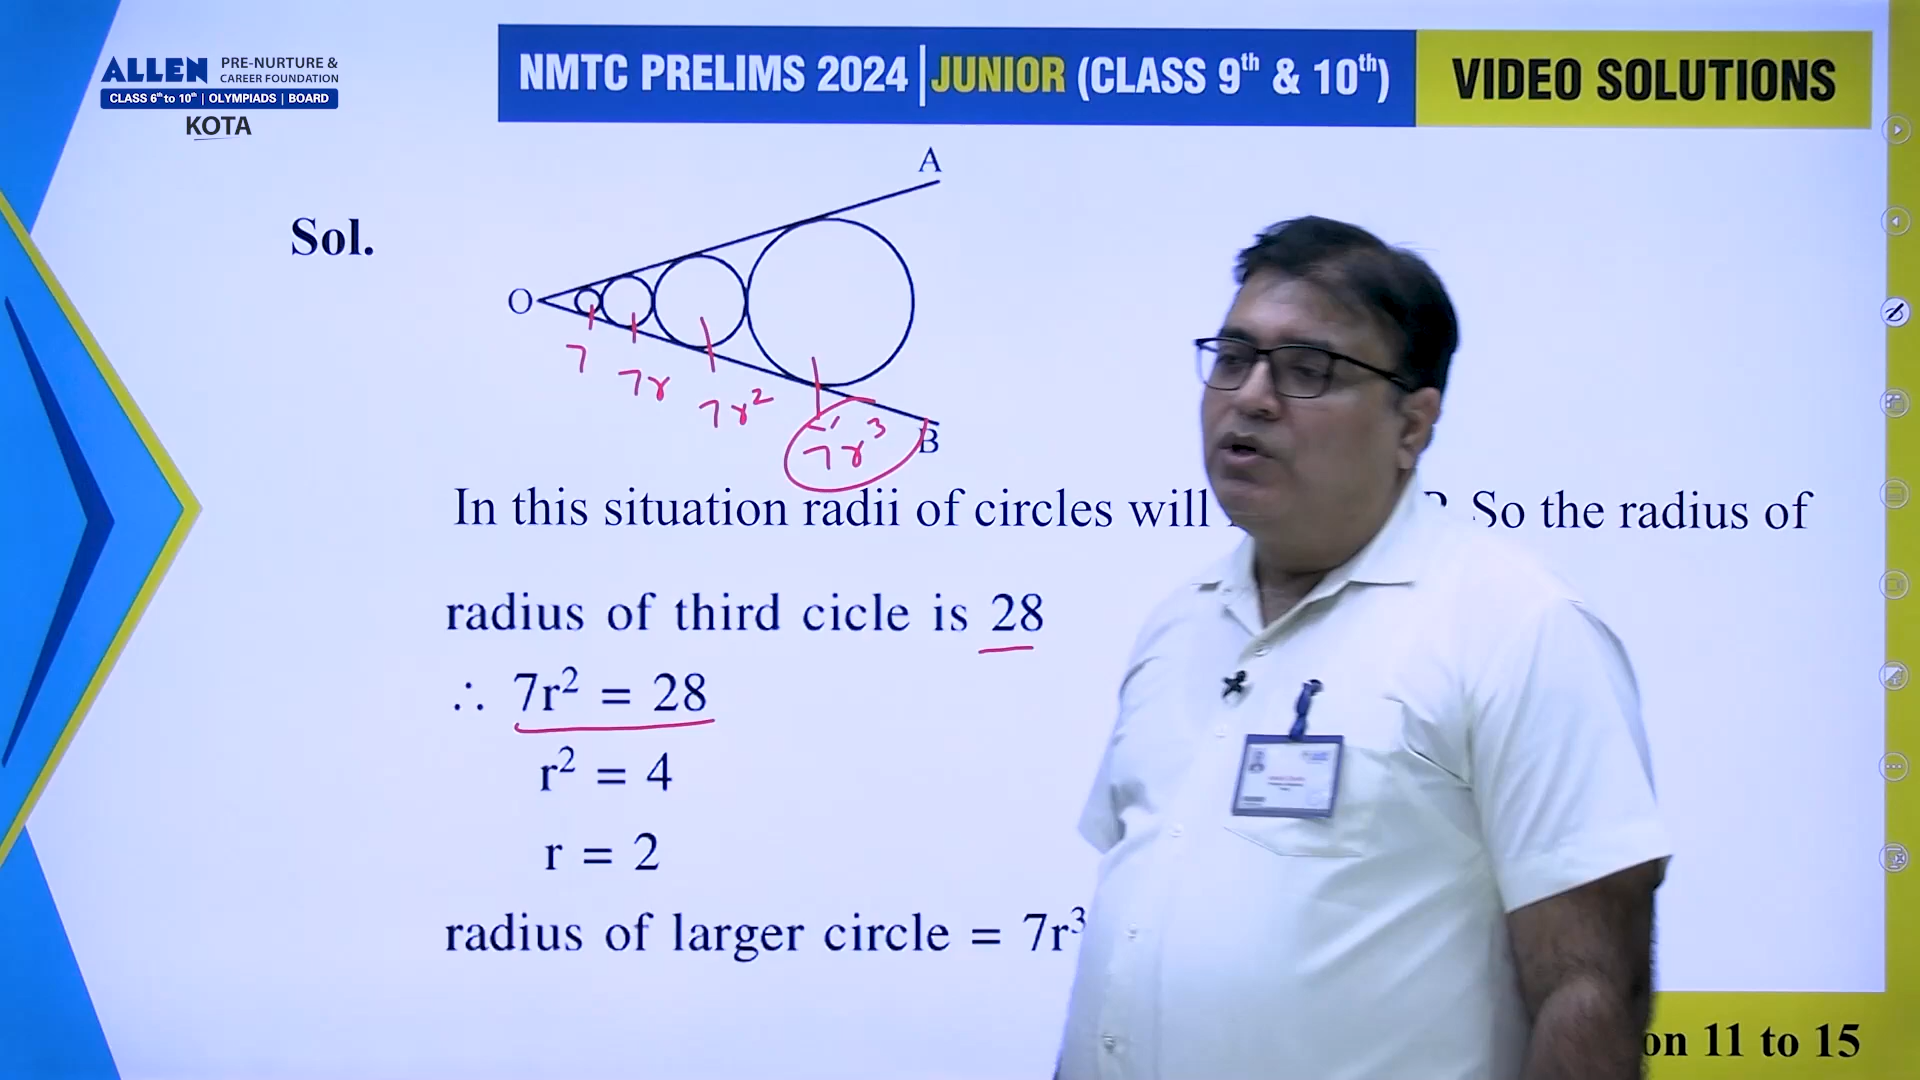 ALLEN
PRE-NURTURE &
CAREER FOUNDATION
CLASS 6th to 10th | OLYMPIADS | BOARD
KOTA
NMTC PRELIMS 2024 | JUNIOR (CLASS 9th & 10th)
VIDEO SOLUTIONS
Sol.
A
O
B
7
7r
7r²
7r³
In this situation radii of circles will So the radius of
radius of third cicle is 28
∴ 7r² = 28
r² = 4
r = 2
radius of larger circle = 7r³
on 11 to 15